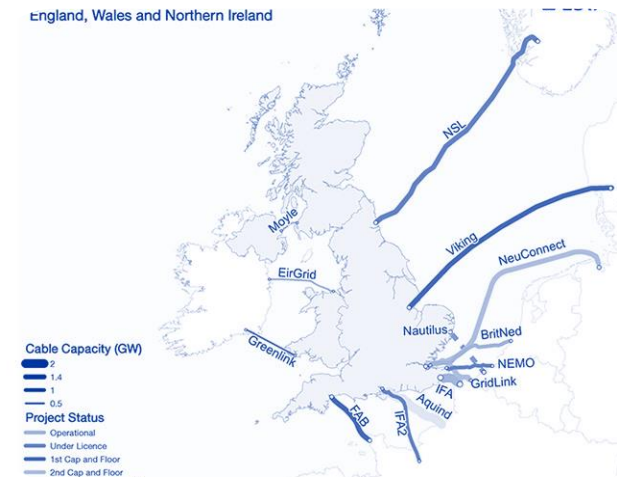 England, Wales and Northern Ireland
NSL
Moyle
Viking
EirGrid
NeuConnect
Nautilus
BritNed
Greenlink
NEMO
GridLink
IFA
Aquind
FAB
IFA2
Cable Capacity (GW)
2
1.4
1
0.5
Project Status
Operational
Under Licence
1st Cap and Floor
2nd Cap and Floor